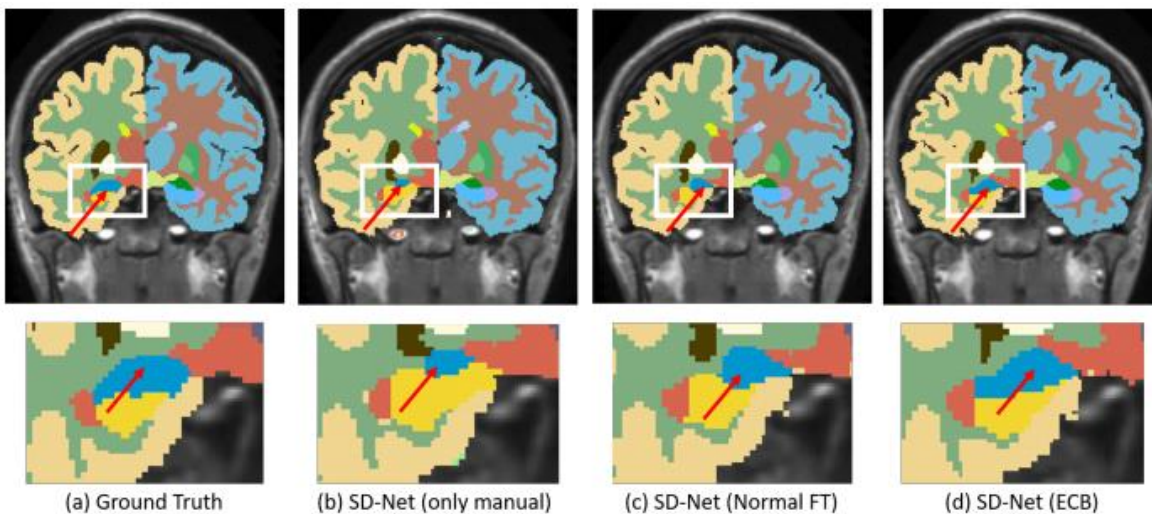 (a) Ground Truth
(b) SD-Net (only manual)
(c) SD-Net (Normal FT)
(d) SD-Net (ECB)